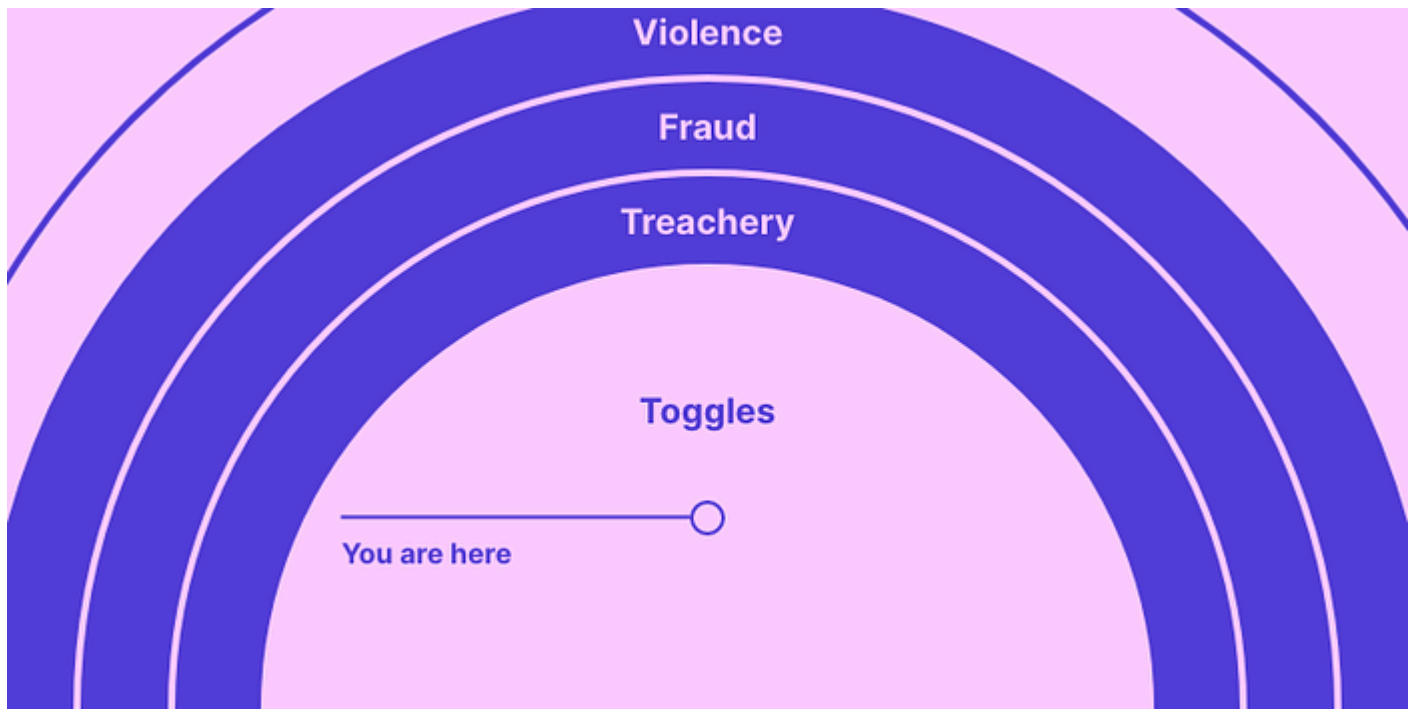 Violence
Fraud
Treachery
Toggles
You are here